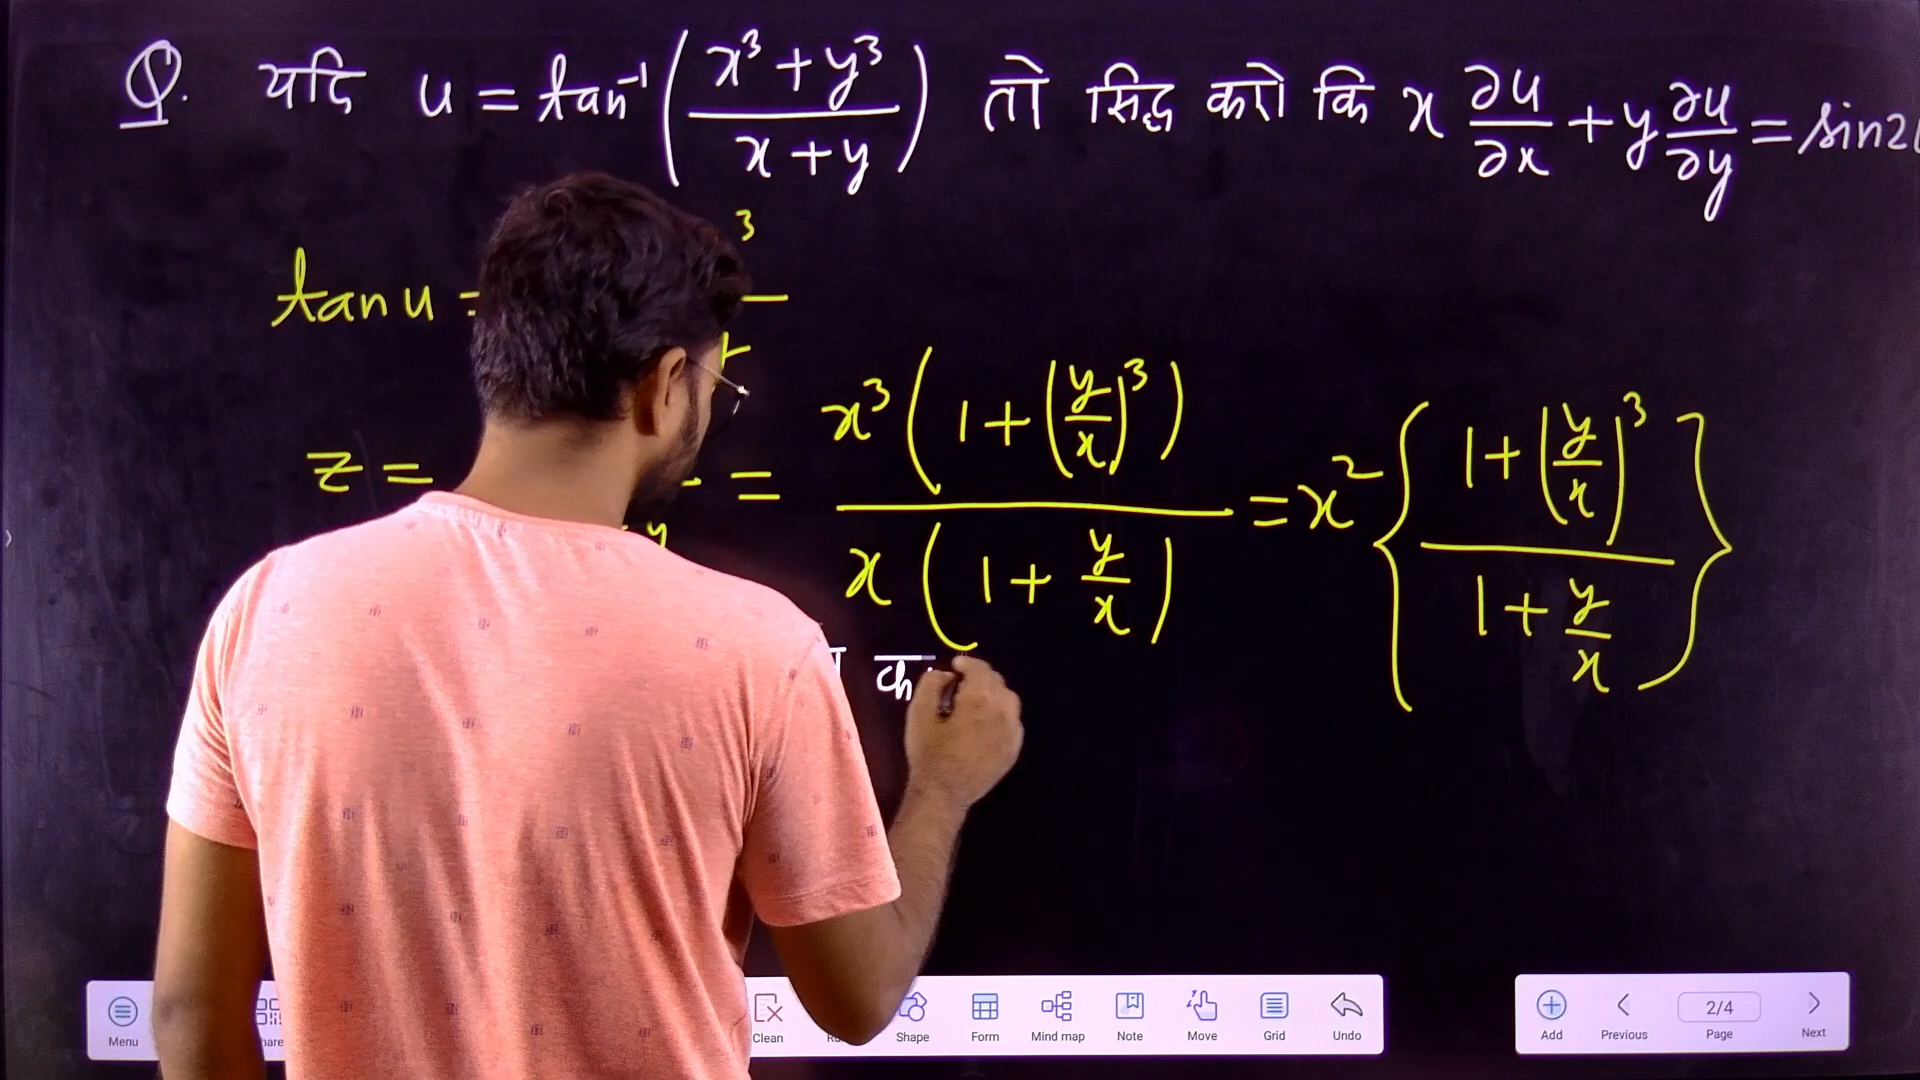 Q. यदि u = tan⁻¹ ( x³ + y³ / x + y ) तो सिद्ध करो कि x ∂u/∂x + y ∂u/∂y = sin2
tan u =
3
z = = x³ ( 1 + (y/x)³ ) / x ( 1 + y/x ) = x² { 1 + (y/x)³ / 1 + y/x }
y
क
Menu Clean Shape Form Mind map Note Move Grid Undo Add Previous 2/4 Page Next